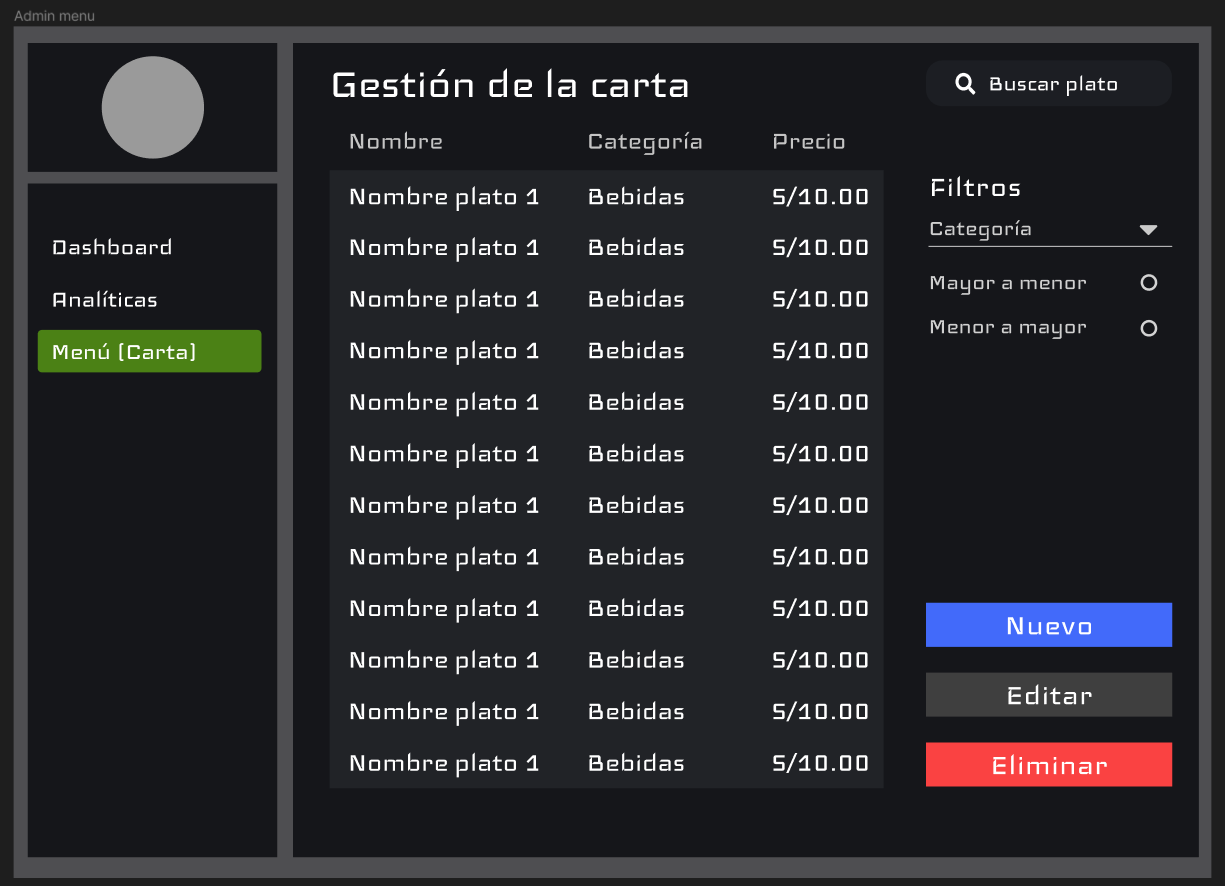 Admin menu
Gestión de la carta
Buscar plato
Nombre Categoría Precio
Nombre plato 1 Bebidas S/10.00
Nombre plato 1 Bebidas S/10.00
Nombre plato 1 Bebidas S/10.00
Nombre plato 1 Bebidas S/10.00
Nombre plato 1 Bebidas S/10.00
Nombre plato 1 Bebidas S/10.00
Nombre plato 1 Bebidas S/10.00
Nombre plato 1 Bebidas S/10.00
Nombre plato 1 Bebidas S/10.00
Nombre plato 1 Bebidas S/10.00
Nombre plato 1 Bebidas S/10.00
Nombre plato 1 Bebidas S/10.00
Dashboard
Analíticas
Menú (Carta)
Filtros
Categoría
Mayor a menor
Menor a mayor
Nuevo
Editar
Eliminar